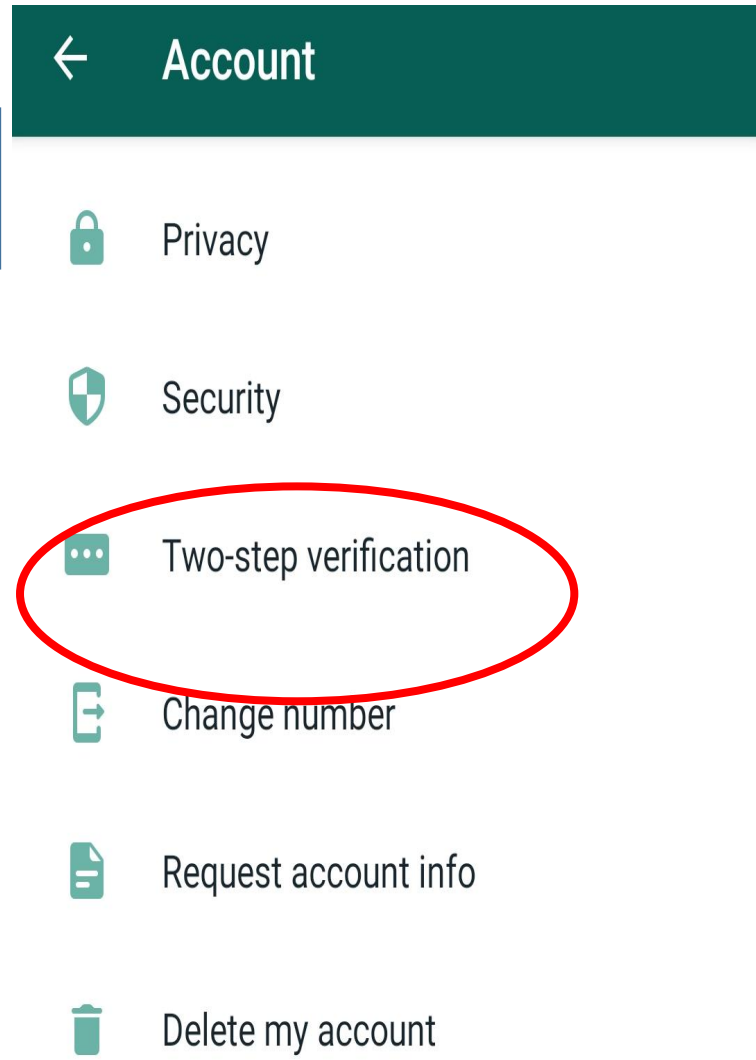 Account
Privacy
Security
Two-step verification
Change number
Request account info
Delete my account